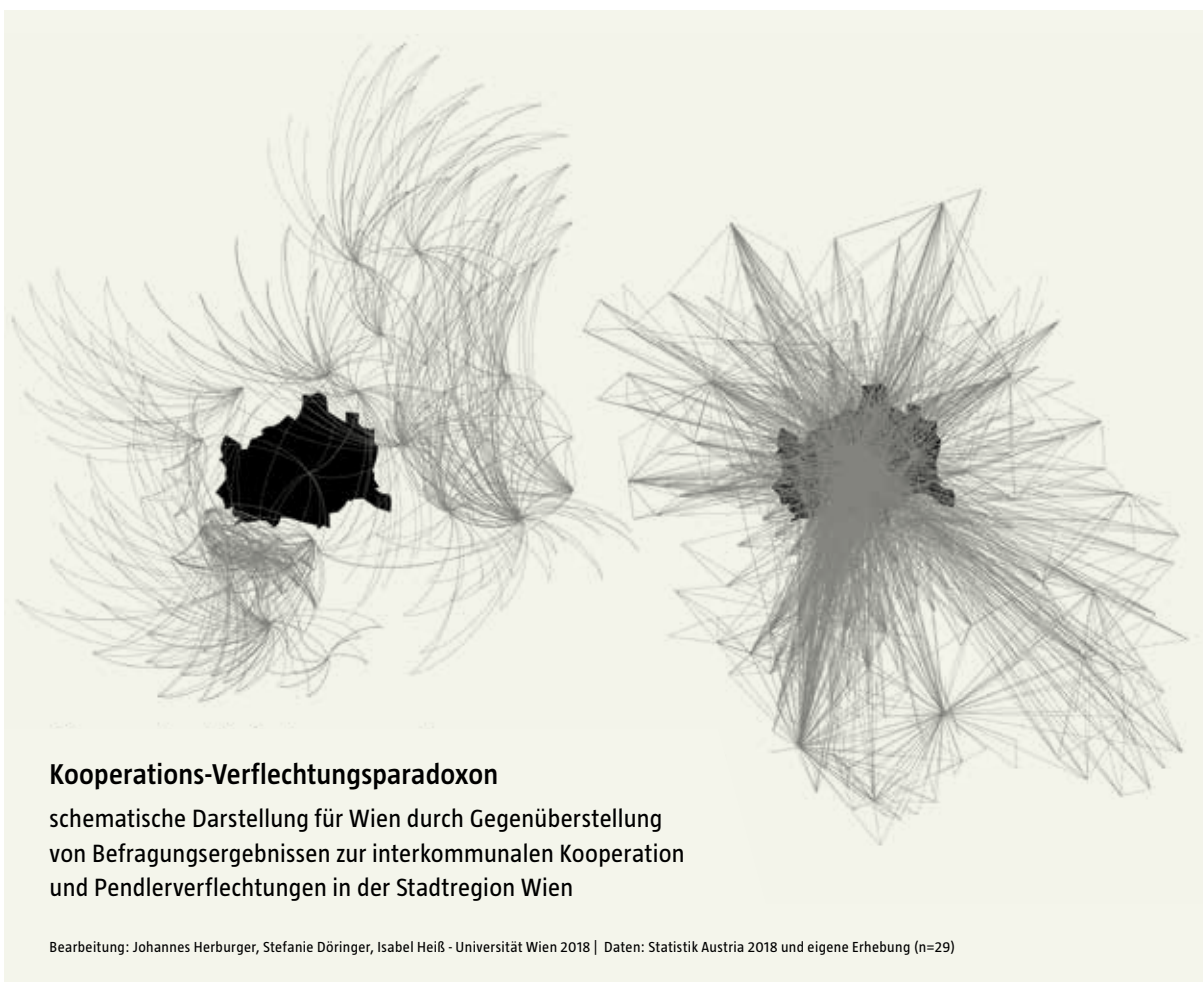 Kooperations-Verflechtungsparadoxon
schematische Darstellung für Wien durch Gegenüberstellung
von Befragungsergebnissen zur interkommunalen Kooperation
und Pendlerverflechtungen in der Stadtregion Wien
Bearbeitung: Johannes Herburger, Stefanie Döringer, Isabel Heiß - Universität Wien 2018 | Daten: Statistik Austria 2018 und eigene Erhebung (n=29)